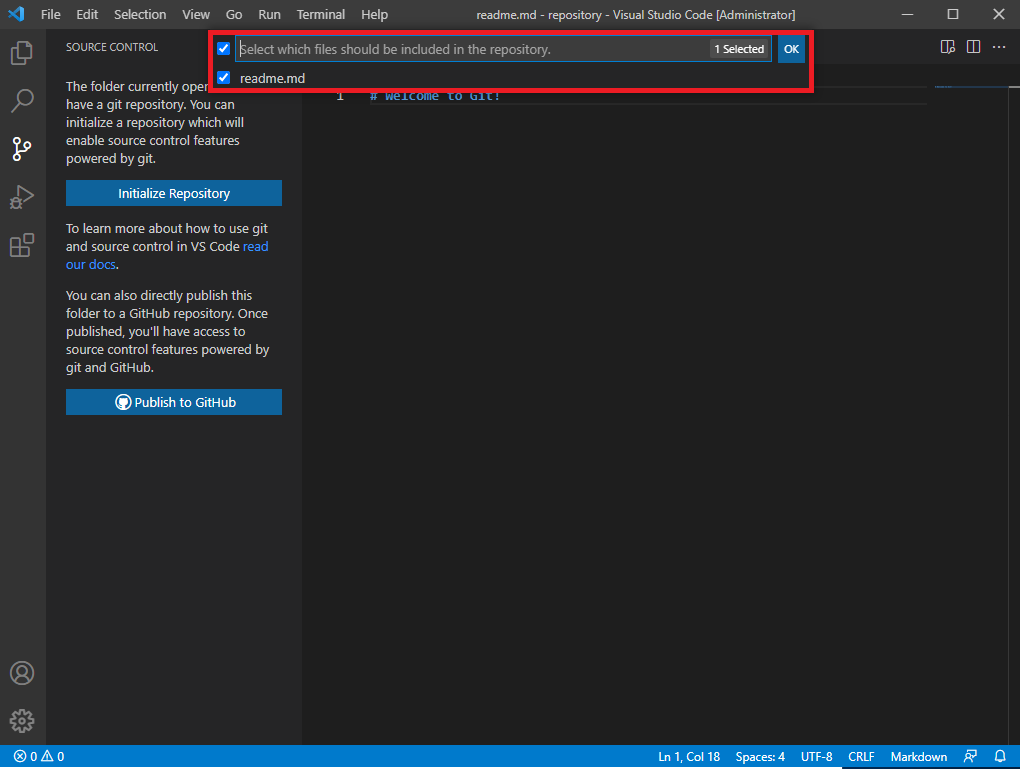 File Edit Selection View Go Run Terminal Help readme.md - repository - Visual Studio Code [Administrator]
SOURCE CONTROL
Select which files should be included in the repository. 1 Selected OK
readme.md
The folder currently open
have a git repository. You can
initialize a repository which will
enable source control features
powered by git.
Initialize Repository
To learn more about how to use git
and source control in VS Code read
our docs.
You can also directly publish this
folder to a GitHub repository. Once
published, you'll have access to
source control features powered by
git and GitHub.
Publish to GitHub
1 # Welcome to Git!
0 0 Ln 1, Col 18 Spaces: 4 UTF-8 CRLF Markdown